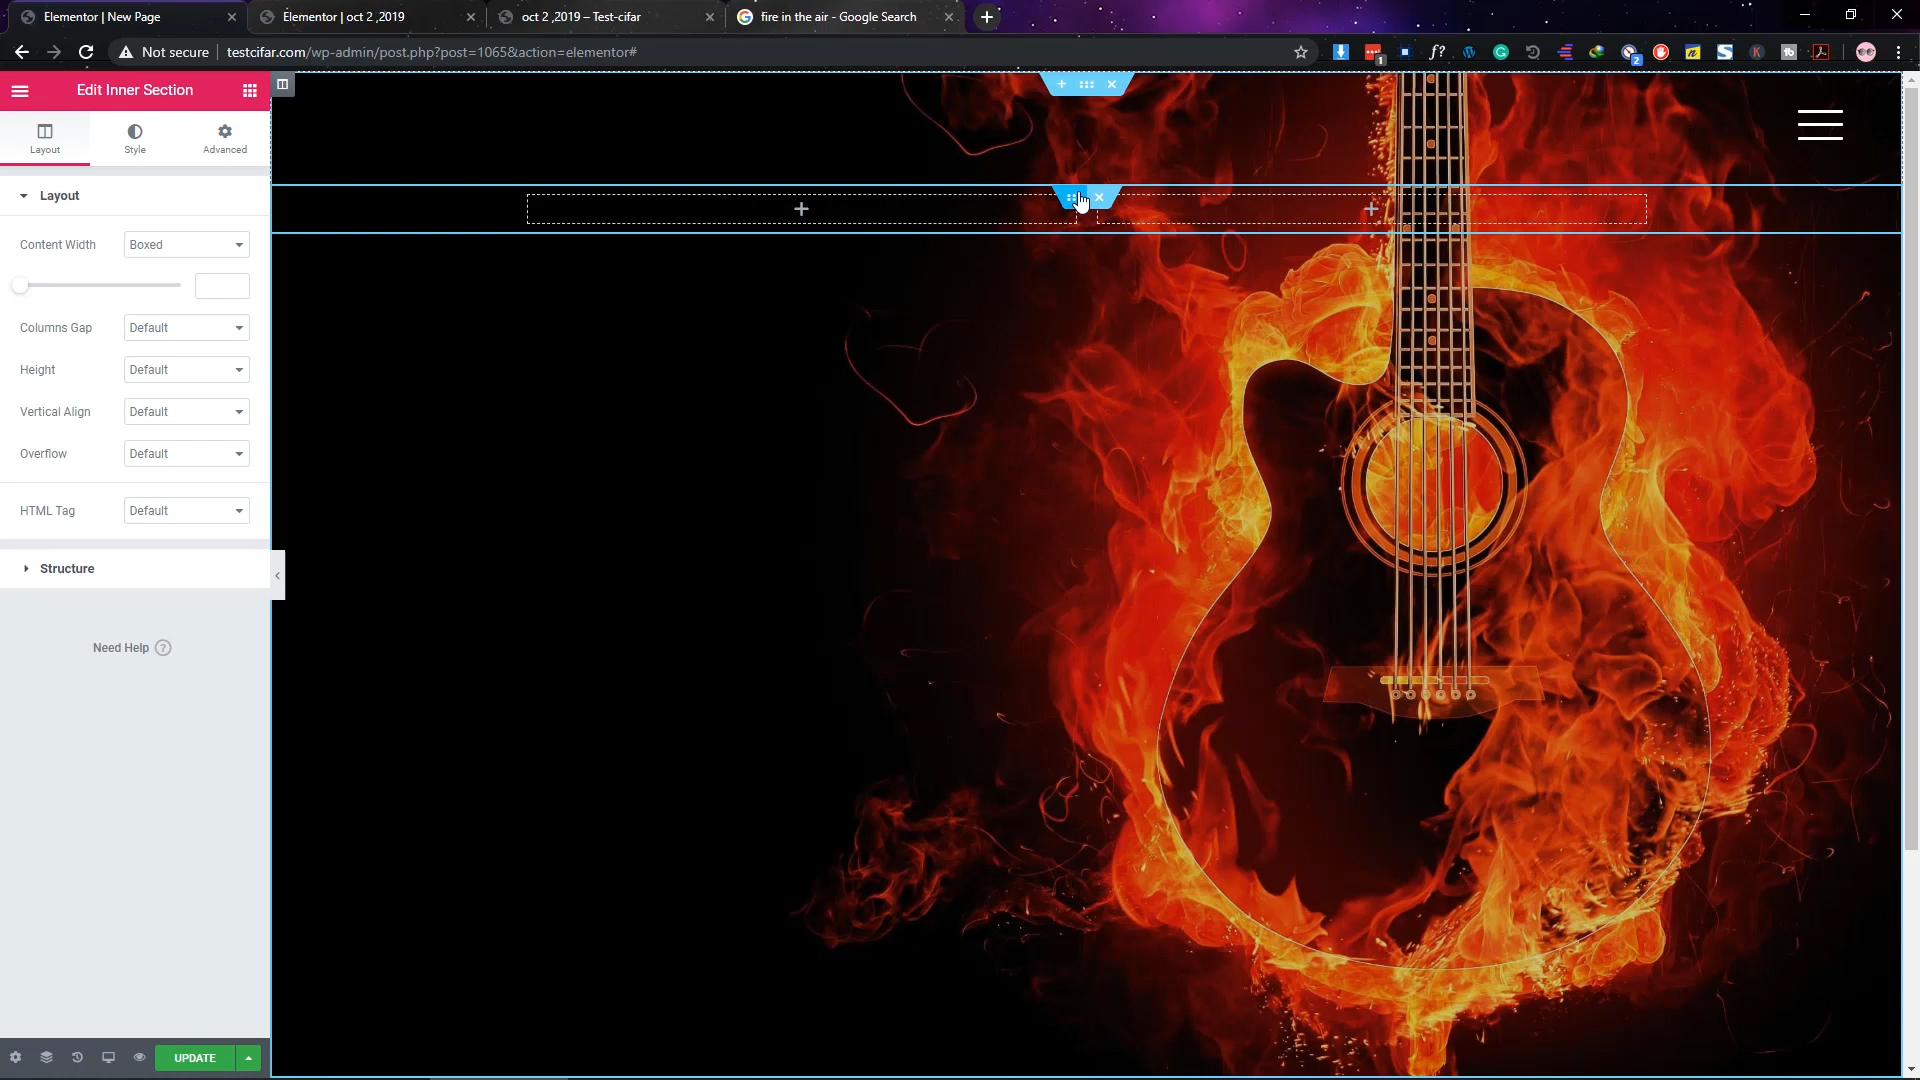 Elementor | New Page
Elementor | oct 2 ,2019
oct 2 ,2019 – Test-cifar
fire in the air - Google Search
Not secure
testcifar.com/wp-admin/post.php?post=1065&action=elementor#
f?
1
2
Edit Inner Section
Layout
Style
Advanced
Layout
Content Width
Boxed
Columns Gap
Default
Height
Default
Vertical Align
Default
Overflow
Default
HTML Tag
Default
Structure
Need Help ?
UPDATE